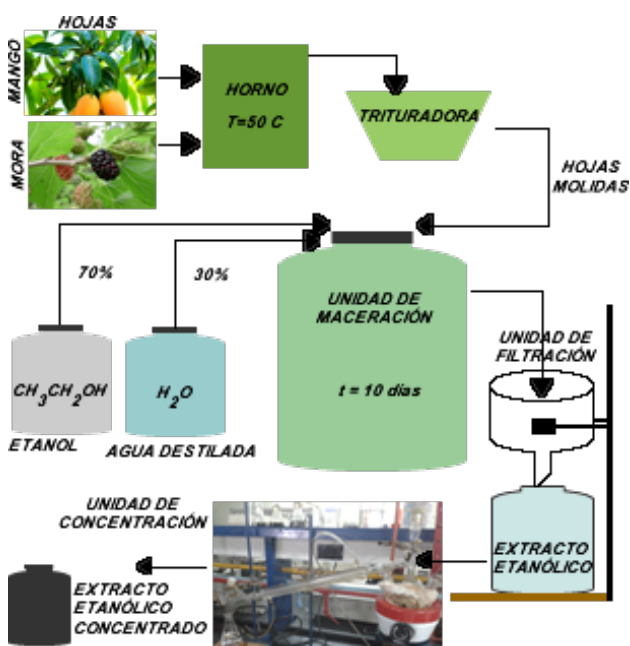 HOJAS
MANGO
MORA
HORNO
T=50 C
TRITURADORA
HOJAS
MOLIDAS
70%
30%
UNIDAD DE
MACERACIÓN
t = 10 días
UNIDAD DE
FILTRACIÓN
CH3CH2OH
H2O
ETANOL
AGUA DESTILADA
UNIDAD DE
CONCENTRACIÓN
EXTRACTO
ETANÓLICO
EXTRACTO
ETANÓLICO
CONCENTRADO